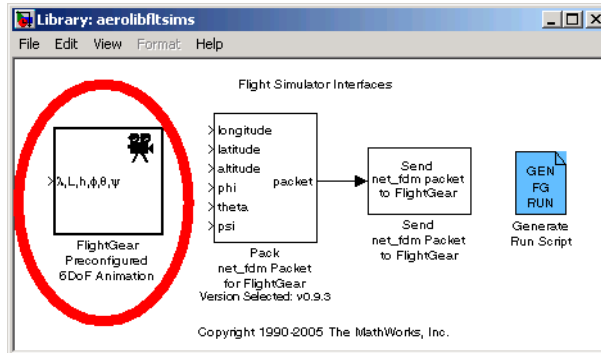 Library: aerolibfltsims
File Edit View Format Help
Flight Simulator Interfaces
λ,L,h,ϕ,θ,ψ
FlightGear
Preconfigured
6DoF Animation
longitude
latitude
altitude
phi
theta
psi
packet
Pack
net_fdm Packet
for FlightGear
Version Selected: v0.9.3
Send
net_fdm packet
to FlightGear
Send
net_fdm Packet
to FlightGear
GEN
FG
RUN
Generate
Run Script
Copyright 1990-2005 The MathWorks, Inc.